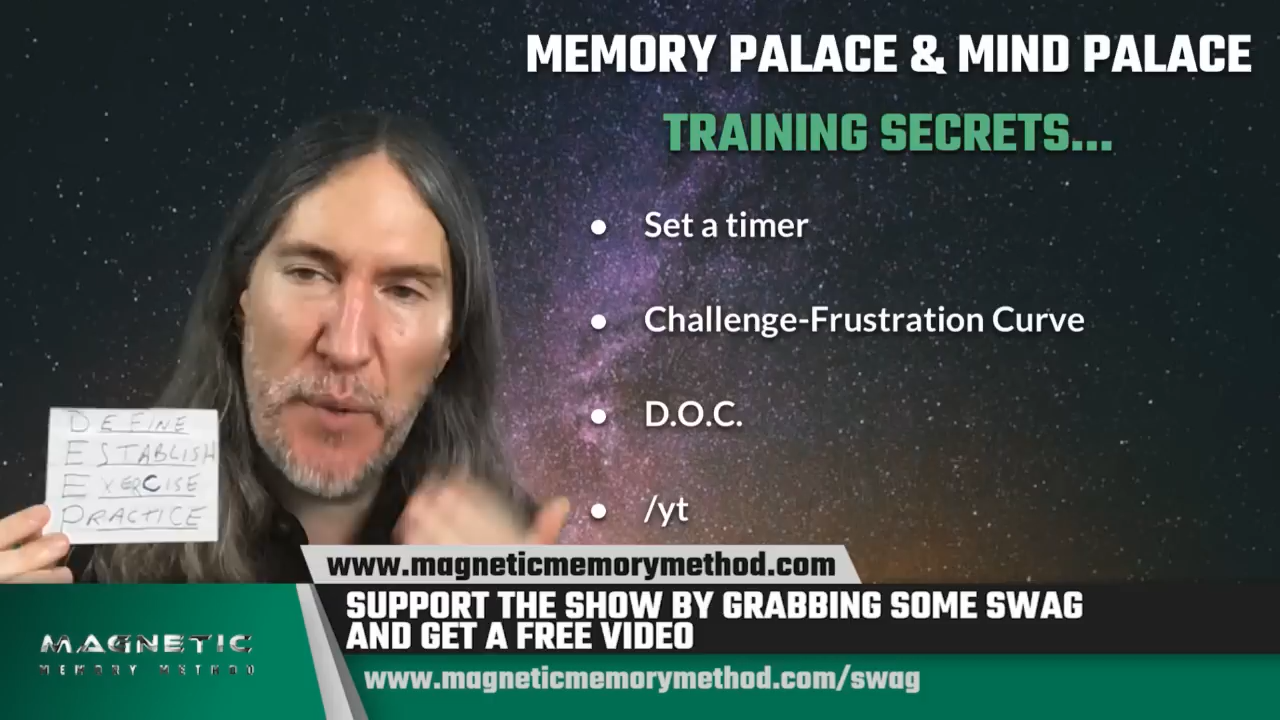 MEMORY PALACE & MIND PALACE
TRAINING SECRETS...
• Set a timer
• Challenge-Frustration Curve
• D.O.C.
• /yt
DEFINE
ESTABLISH
EXERCISE
PRACTICE
www.magneticmemorymethod.com
SUPPORT THE SHOW BY GRABBING SOME SWAG
AND GET A FREE VIDEO
MAGNETIC
MEMORY METHOD
www.magneticmemorymethod.com/swag